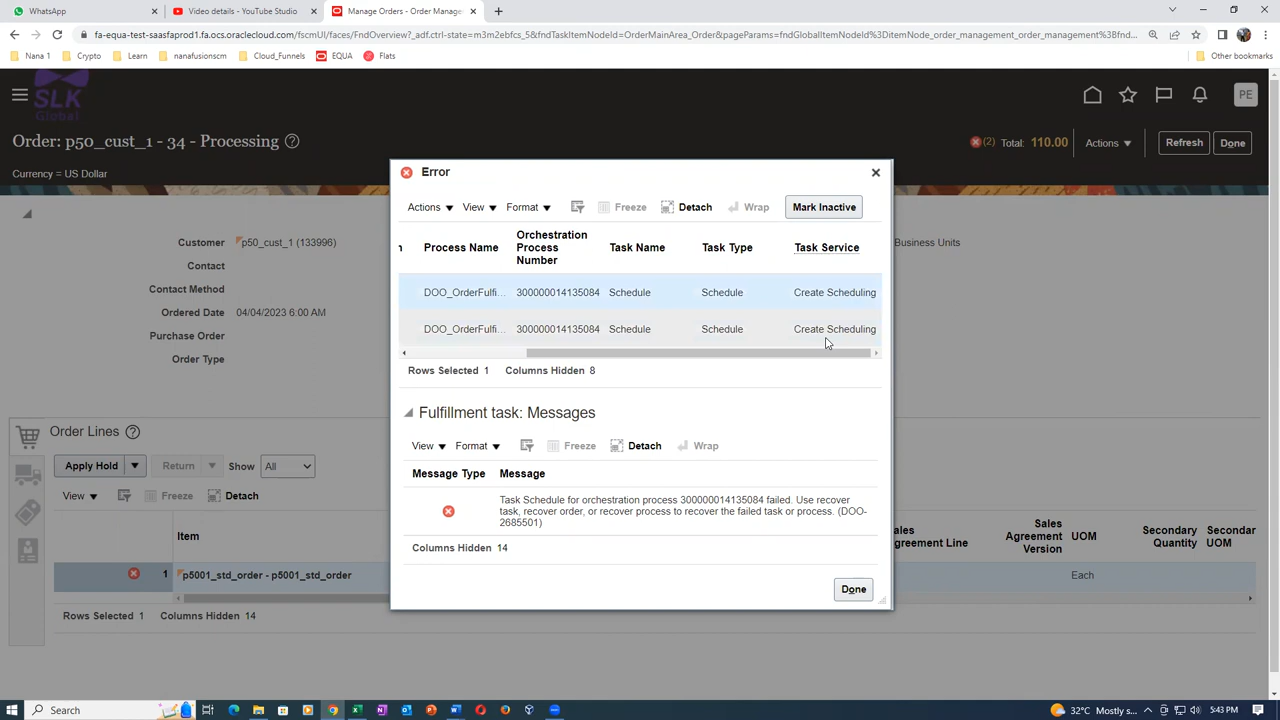 WhatsApp
Video details - YouTube Studio
Manage Orders - Order Manage
fa-equa-test-saasfaprod1.fa.ocs.oraclecloud.com/fscmUI/faces/FndOverview?_adf.ctrl-state=m3m2ebfcs_5&fndTaskItemNodeId=OrderMainArea_Order&pageParams=fndGlobalItemNodeId%3DitemNode_order_management_order_management%3Bfnd...
Nana 1
Crypto
Learn
nanafusionscm
Cloud_Funnels
EQUA
Flats
Other bookmarks
SLK
Global
PE
Order: p50_cust_1 - 34 - Processing
(2) Total: 110.00
Actions
Refresh
Done
Currency = US Dollar
Customer p50_cust_1 (133996)
Business Units
Contact
Contact Method
Ordered Date 04/04/2023 6:00 AM
Purchase Order
Order Type
Error
Actions View Format Freeze Detach Wrap Mark Inactive
n Process Name Orchestration Process Number Task Name Task Type Task Service
DOO_OrderFulfi... 300000014135084 Schedule Schedule Create Scheduling
DOO_OrderFulfi... 300000014135084 Schedule Schedule Create Scheduling
Rows Selected 1 Columns Hidden 8
Fulfillment task: Messages
View Format Freeze Detach Wrap
Message Type Message
Task Schedule for orchestration process 300000014135084 failed. Use recover
task, recover order, or recover process to recover the failed task or process. (DOO-
2685501)
Columns Hidden 14
Done
Order Lines
Apply Hold Return Show All
View Freeze Detach
Item
ales
greement Line
Sales
Agreement
Version
UOM
Secondary
Quantity
Secondar
UOM
1 p5001_std_order - p5001_std_order
Each
Rows Selected 1 Columns Hidden 14
Search
32°C Mostly s...
5:43 PM